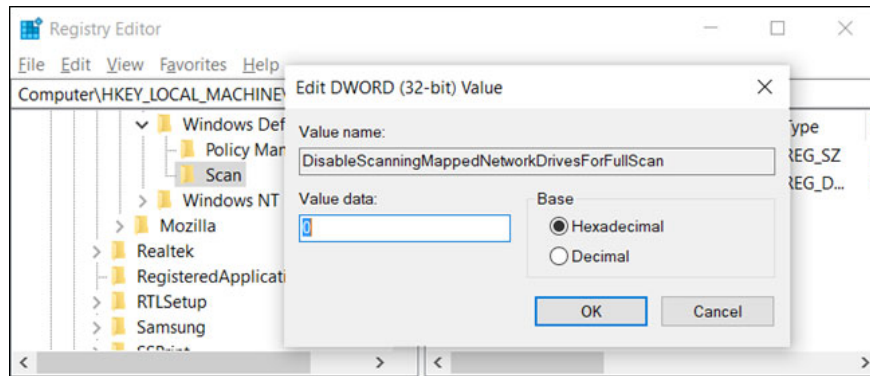 Registry Editor
File Edit View Favorites Help
Computer\HKEY_LOCAL_MACHINE
Edit DWORD (32-bit) Value
Value name:
DisableScanningMappedNetworkDrivesForFullScan
Value data:
0
Base
Hexadecimal
Decimal
OK Cancel
Windows Def
Policy Man
Scan
Windows NT
Mozilla
Realtek
RegisteredApplicati
RTLSetup
Samsung
Type
REG_SZ
REG_D...